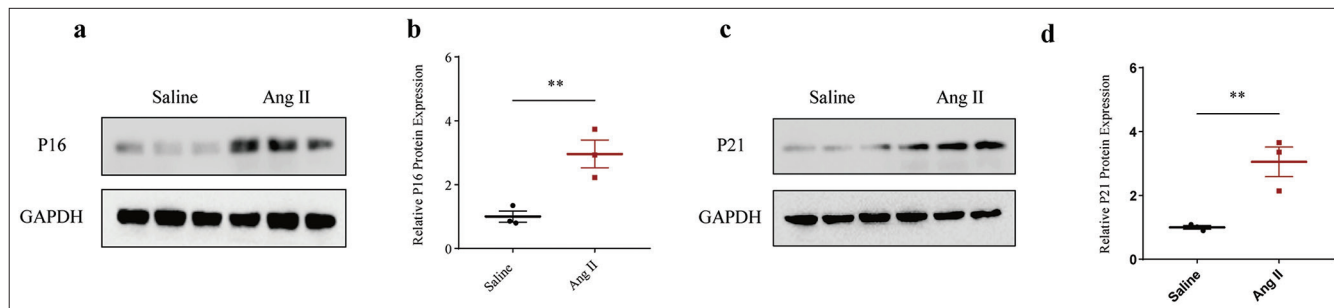 a
Saline Ang II
P16
GAPDH
b
Relative P16 Protein Expression
6
4
2
0
**
Saline
Ang II
c
Saline Ang II
P21
GAPDH
d
Relative P21 Protein Expression
6
4
2
0
**
Saline
Ang II